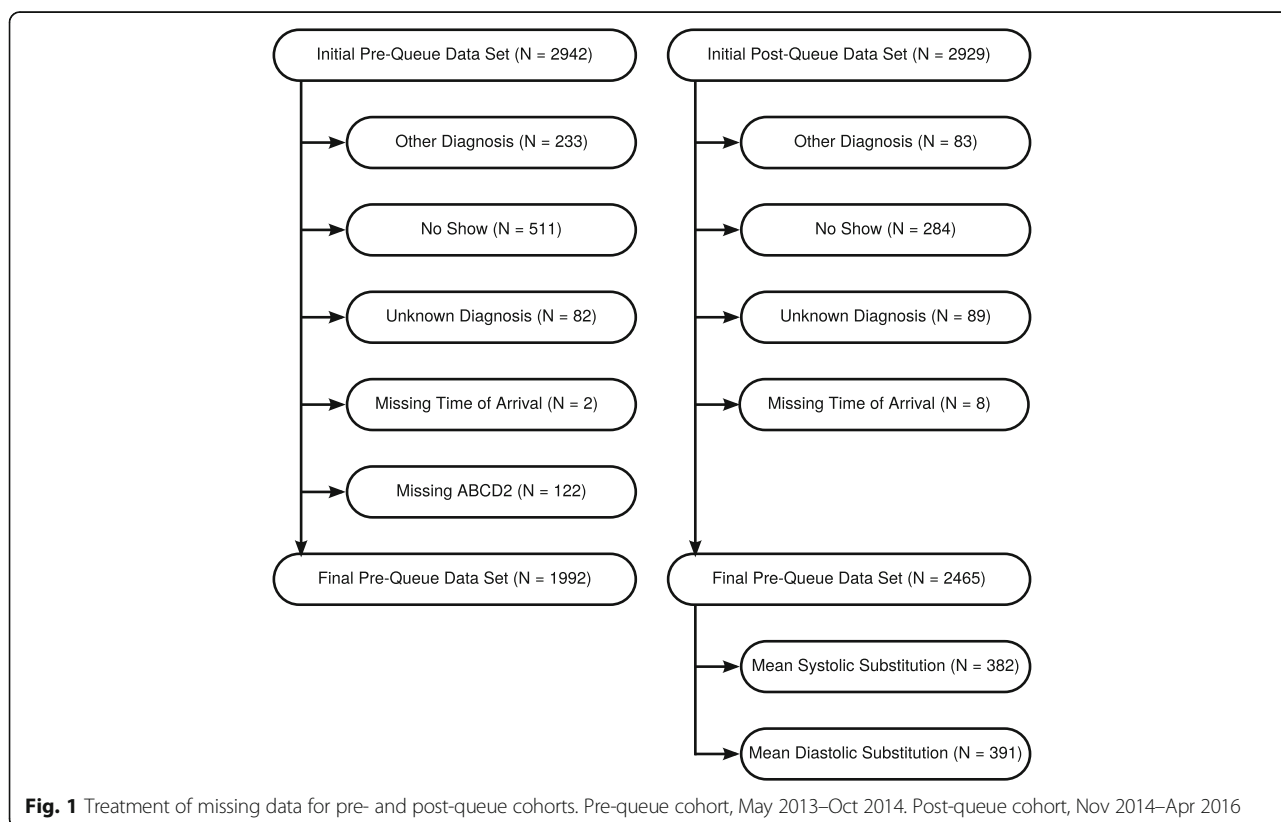 Initial Pre-Queue Data Set (N = 2942)
Other Diagnosis (N = 233)
No Show (N = 511)
Unknown Diagnosis (N = 82)
Missing Time of Arrival (N = 2)
Missing ABCD2 (N = 122)
Final Pre-Queue Data Set (N = 1992)
Initial Post-Queue Data Set (N = 2929)
Other Diagnosis (N = 83)
No Show (N = 284)
Unknown Diagnosis (N = 89)
Missing Time of Arrival (N = 8)
Final Pre-Queue Data Set (N = 2465)
Mean Systolic Substitution (N = 382)
Mean Diastolic Substitution (N = 391)
Fig. 1 Treatment of missing data for pre- and post-queue cohorts. Pre-queue cohort, May 2013–Oct 2014. Post-queue cohort, Nov 2014–Apr 2016